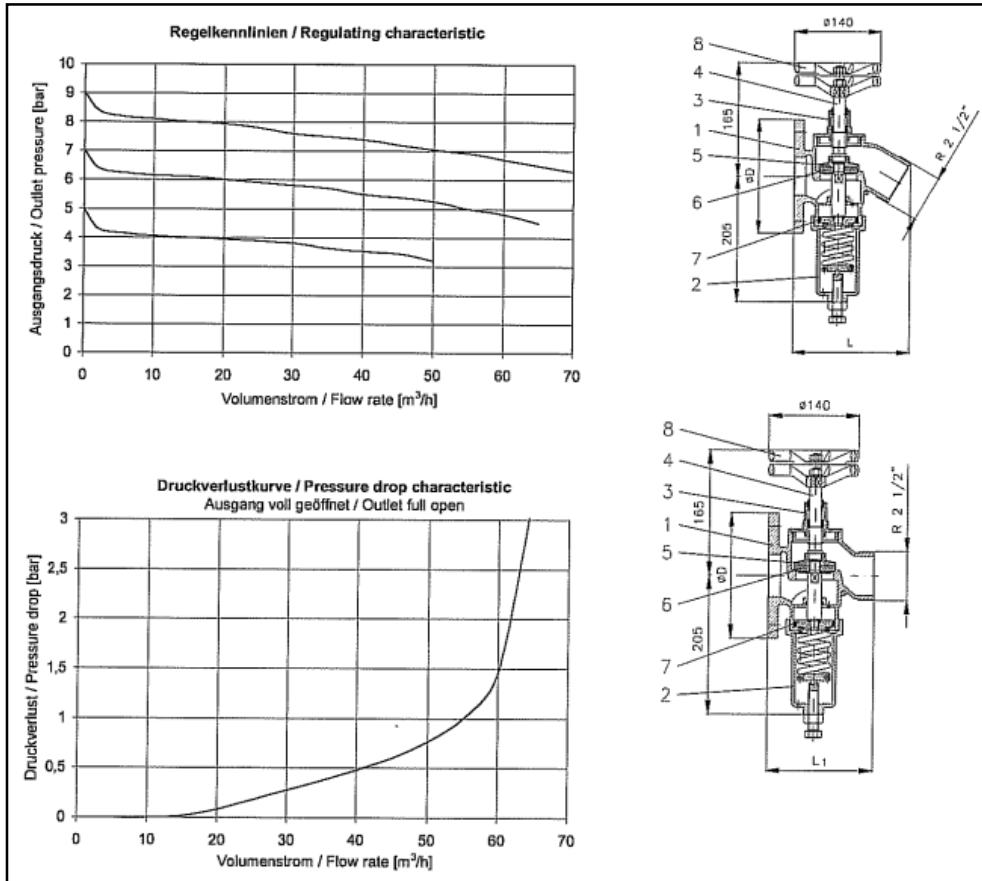 Regelkennlinien / Regulating characteristic
Ausgangsdruck / Outlet pressure [bar]
10
9
8
7
6
5
4
3
2
1
0
0 10 20 30 40 50 60 70
Volumenstrom / Flow rate [m³/h]
Druckverlustkurve / Pressure drop characteristic
Ausgang voll geöffnet / Outlet full open
Druckverlust / Pressure drop [bar]
3
2,5
2
1,5
1
0,5
0
0 10 20 30 40 50 60 70
Volumenstrom / Flow rate [m³/h]
ø140
8
4
3
1
5
6
7
2
165
øD
205
R 2 1/2"
L
ø140
8
4
3
1
5
6
7
2
165
øD
205
R 2 1/2"
L1